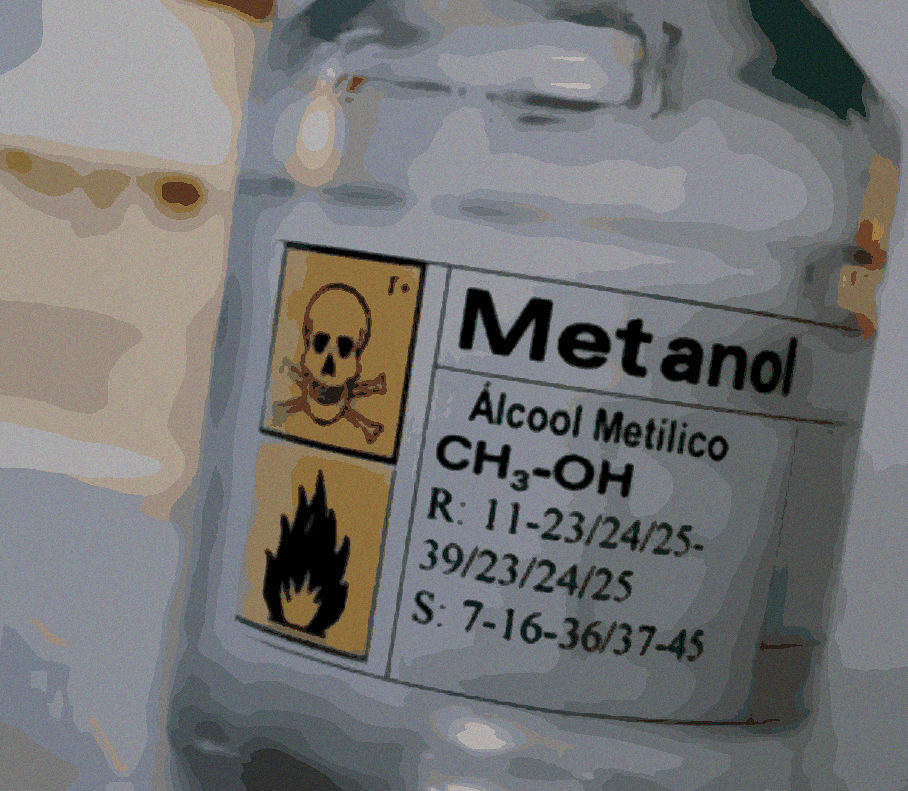 Metanol
Álcool Metílico
CH₃-OH
R: 11-23/24/25-
39/23/24/25
S: 7-16-36/37-45